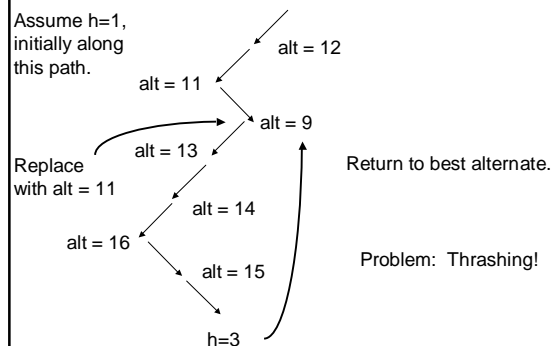 Assume h=1,
initially along
this path.
alt = 12
alt = 11
alt = 9
alt = 13
Replace
with alt = 11
Return to best alternate.
alt = 14
alt = 16
alt = 15
Problem:  Thrashing!
h=3